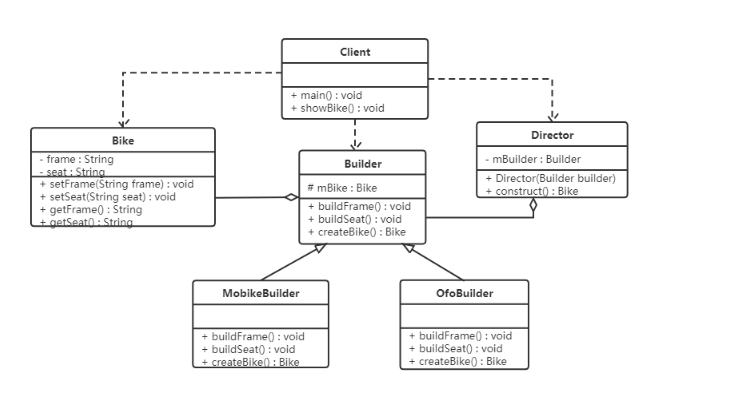 Client
+ main() : void
+ showBike() : void
Bike
- frame : String
- seat : String
+ setFrame(String frame) : void
+ setSeat(String seat) : void
+ getFrame() : String
+ getSeat() : String
Builder
# mBike : Bike
+ buildFrame() : void
+ buildSeat() : void
+ createBike() : Bike
Director
- mBuilder : Builder
+ Director(Builder builder)
+ construct() : Bike
MobikeBuilder
+ buildFrame() : void
+ buildSeat() : void
+ createBike() : Bike
OfoBuilder
+ buildFrame() : void
+ buildSeat() : void
+ createBike() : Bike